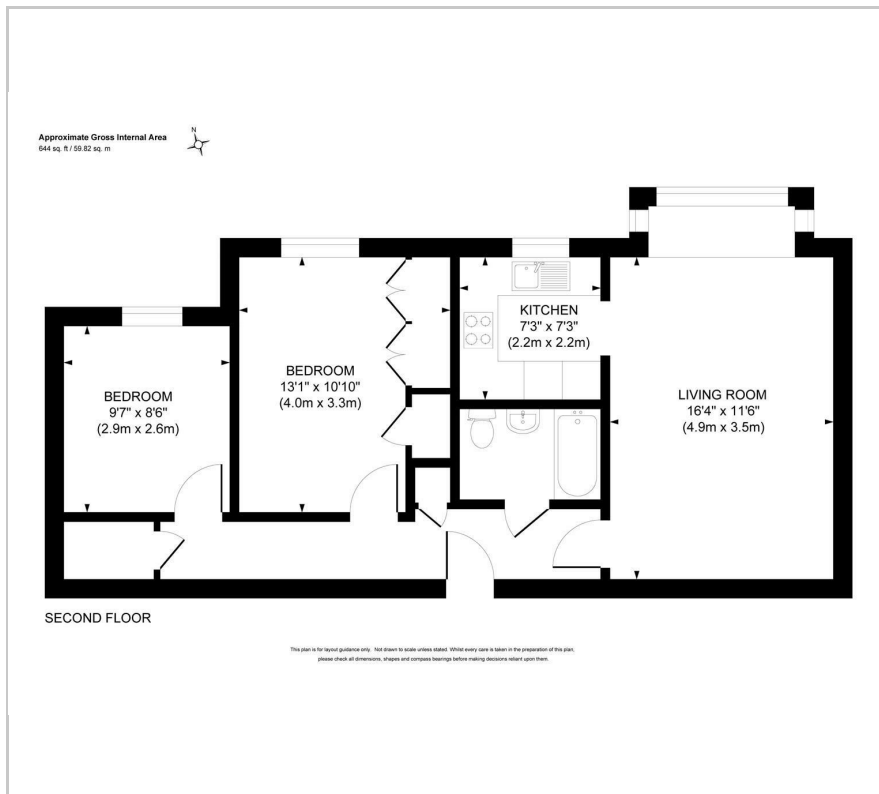 Approximate Gross Internal Area
644 sq. ft / 59.82 sq. m
N
KITCHEN
7'3" x 7'3"
(2.2m x 2.2m)
BEDROOM
13'1" x 10'10"
(4.0m x 3.3m)
BEDROOM
9'7" x 8'6"
(2.9m x 2.6m)
LIVING ROOM
16'4" x 11'6"
(4.9m x 3.5m)
SECOND FLOOR
This plan is for layout guidance only. Not drawn to scale unless stated. Whilst every care is taken in the preparation of this plan,
please check all dimensions, shapes and compass bearings before making decisions reliant upon them.